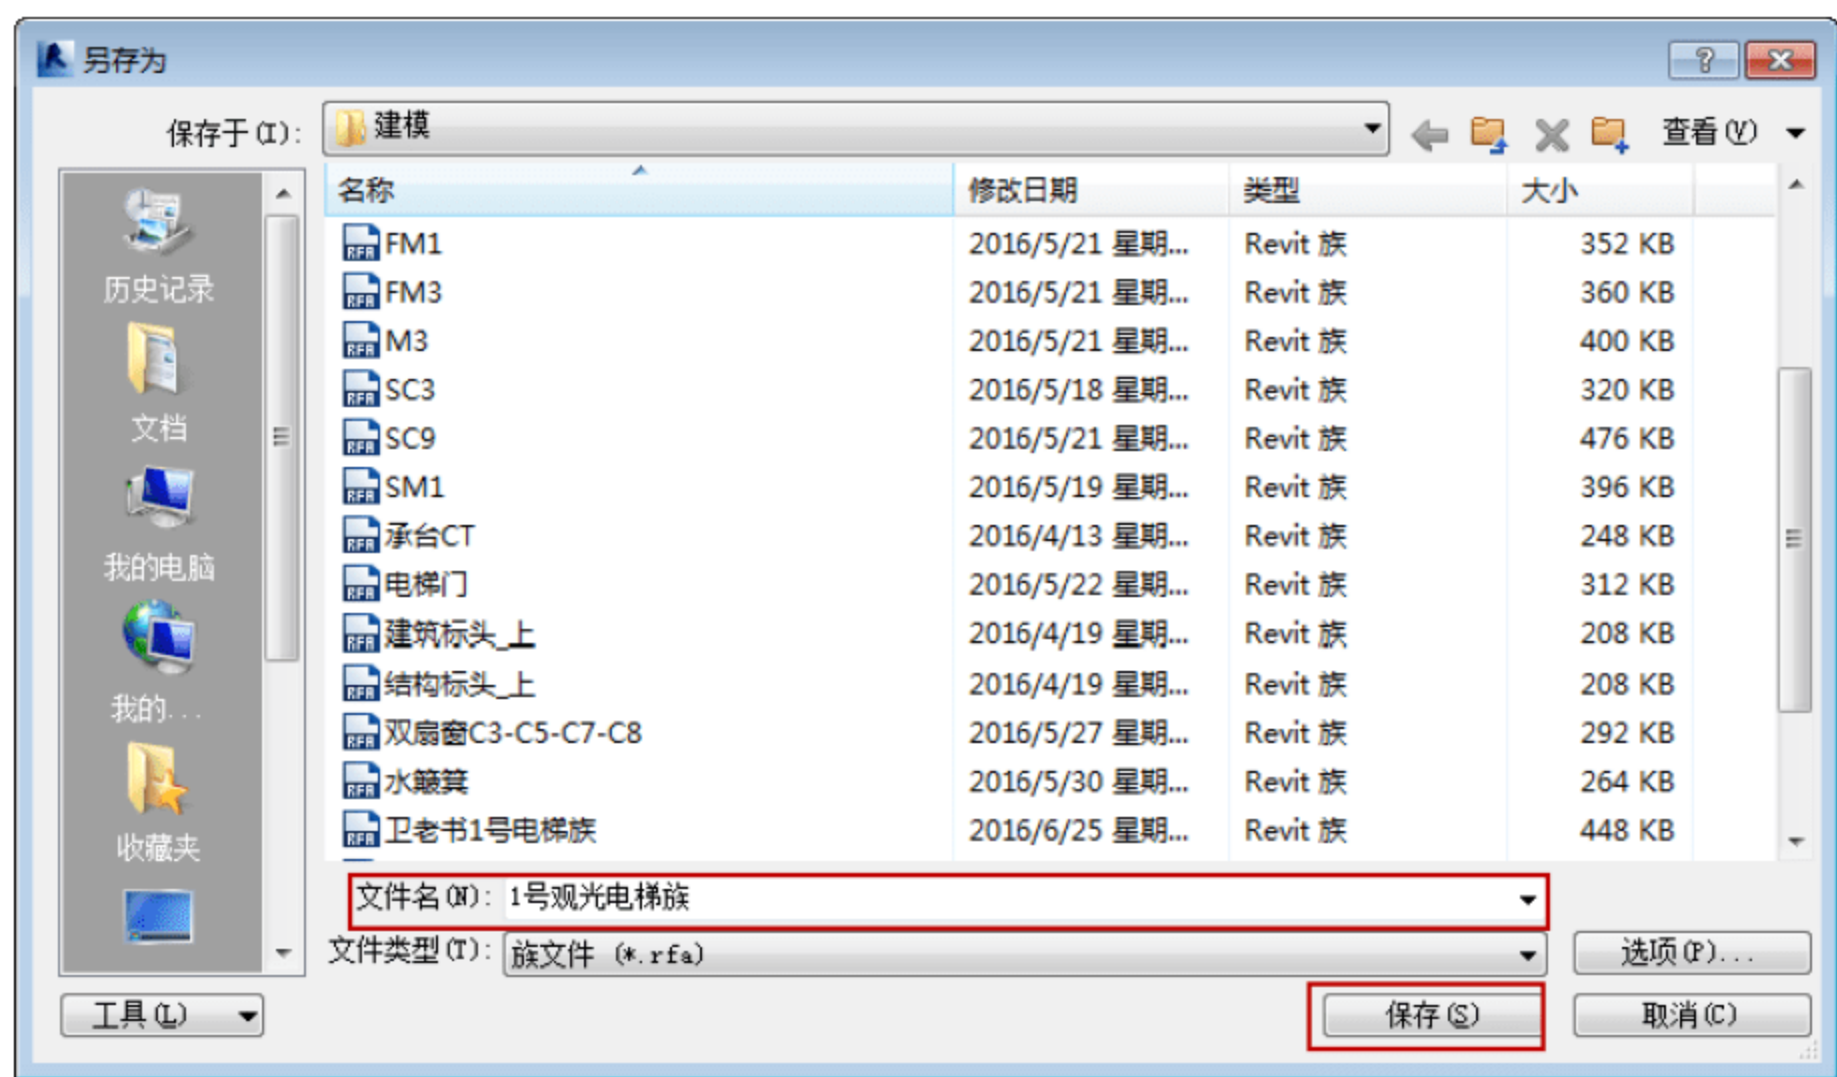 另存为
保存于(I):
建模
查看(V)
名称 修改日期 类型 大小
FM1 2016/5/21 星期... Revit 族 352 KB
FM3 2016/5/21 星期... Revit 族 360 KB
M3 2016/5/21 星期... Revit 族 400 KB
SC3 2016/5/18 星期... Revit 族 320 KB
SC9 2016/5/21 星期... Revit 族 476 KB
SM1 2016/5/19 星期... Revit 族 396 KB
承台CT 2016/4/13 星期... Revit 族 248 KB
电梯门 2016/5/22 星期... Revit 族 312 KB
建筑标头_上 2016/4/19 星期... Revit 族 208 KB
结构标头_上 2016/4/19 星期... Revit 族 208 KB
双扇窗C3-C5-C7-C8 2016/5/27 星期... Revit 族 292 KB
水簸箕 2016/5/30 星期... Revit 族 264 KB
卫老书1号电梯族 2016/6/25 星期... Revit 族 448 KB
历史记录
文档
我的电脑
我的...
收藏夹
文件名(N): 1号观光电梯族
文件类型(T): 族文件 (*.rfa)
选项(P)...
工具(L)
保存(S)
取消(C)